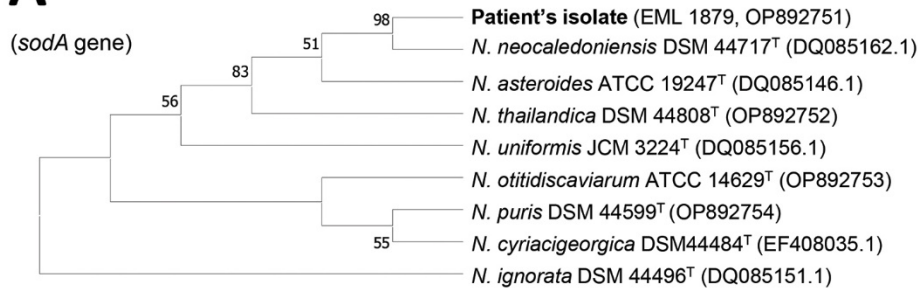 A
98
Patient's isolate (EML 1879, OP892751)
(sodA gene)
51
N. neocaledoniensis DSM 44717ᵀ (DQ085162.1)
83
N. asteroides ATCC 19247ᵀ (DQ085146.1)
56
N. thailandica DSM 44808ᵀ (OP892752)
N. uniformis JCM 3224ᵀ (DQ085156.1)
N. otitidiscaviarum ATCC 14629ᵀ (OP892753)
N. puris DSM 44599ᵀ (OP892754)
55
N. cyriacigeorgica DSM44484ᵀ (EF408035.1)
N. ignorata DSM 44496ᵀ (DQ085151.1)